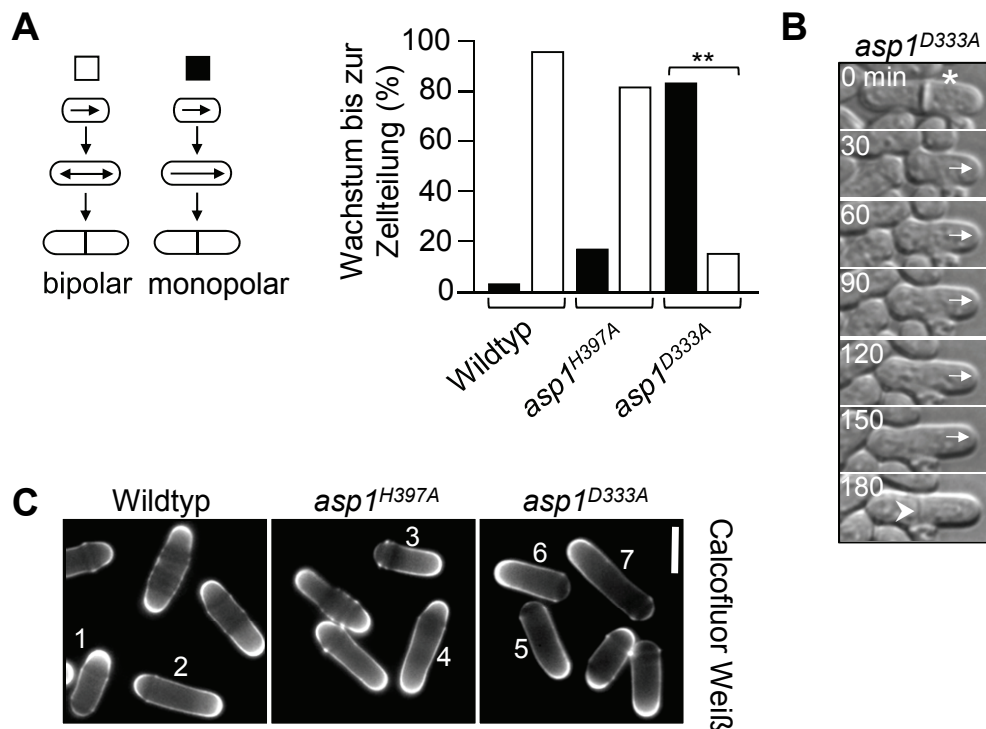 A
bipolar
monopolar
Wachstum bis zur
Zellteilung (%)
100
80
60
40
20
0
**
Wildtyp
asp1H397A
asp1D333A
B
asp1D333A
0 min
*
30
60
90
120
150
180
C
Wildtyp
asp1H397A
asp1D333A
1
2
3
4
5
6
7
Calcofluor Weiß